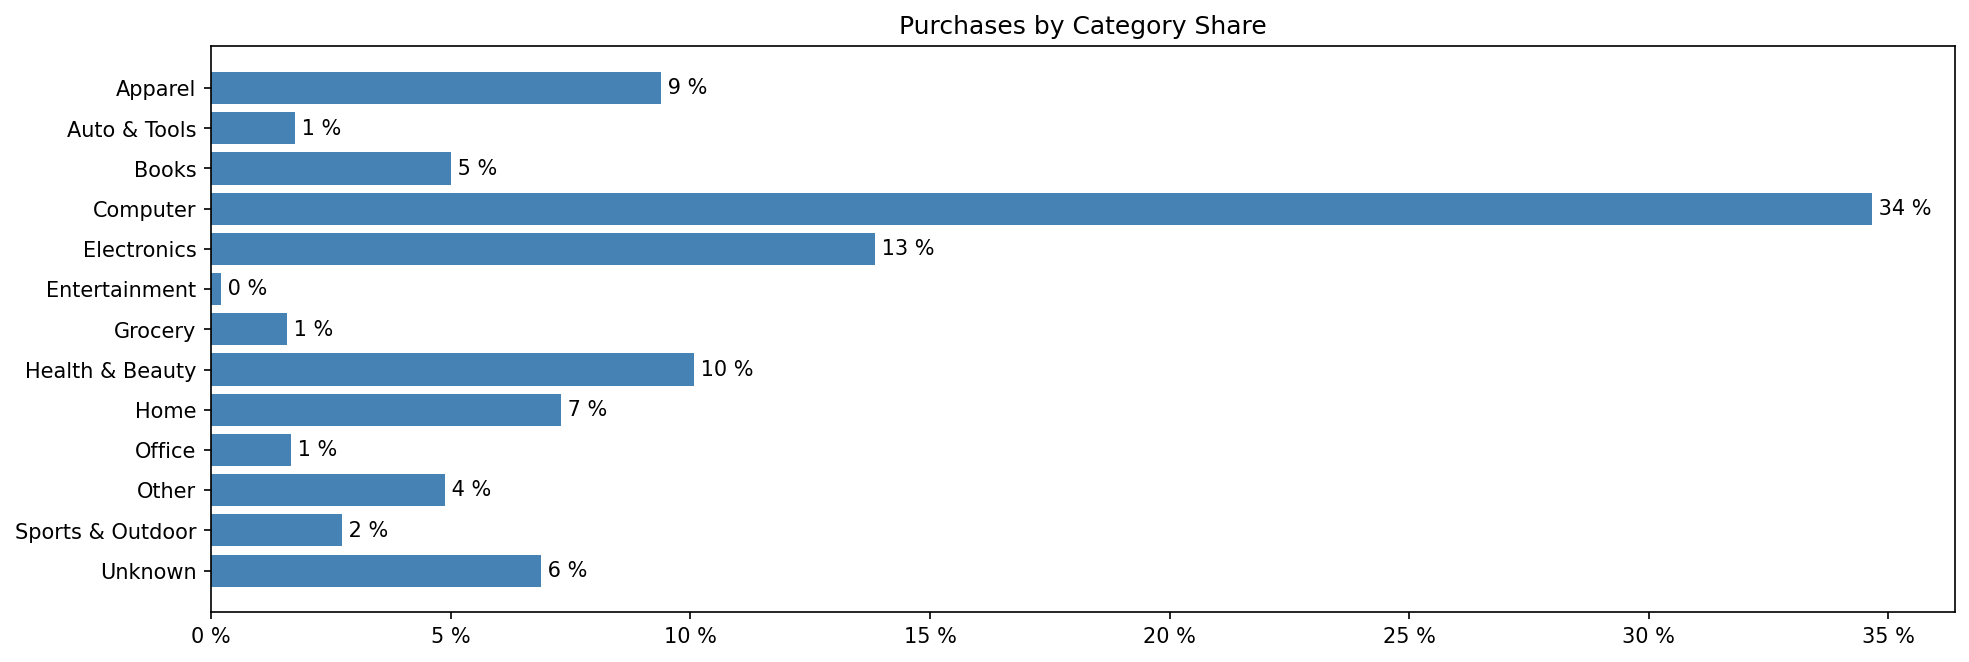 Purchases by Category Share
Apparel 9 %
Auto & Tools 1 %
Books 5 %
Computer 34 %
Electronics 13 %
Entertainment 0 %
Grocery 1 %
Health & Beauty 10 %
Home 7 %
Office 1 %
Other 4 %
Sports & Outdoor 2 %
Unknown 6 %
0 % 5 % 10 % 15 % 20 % 25 % 30 % 35 %